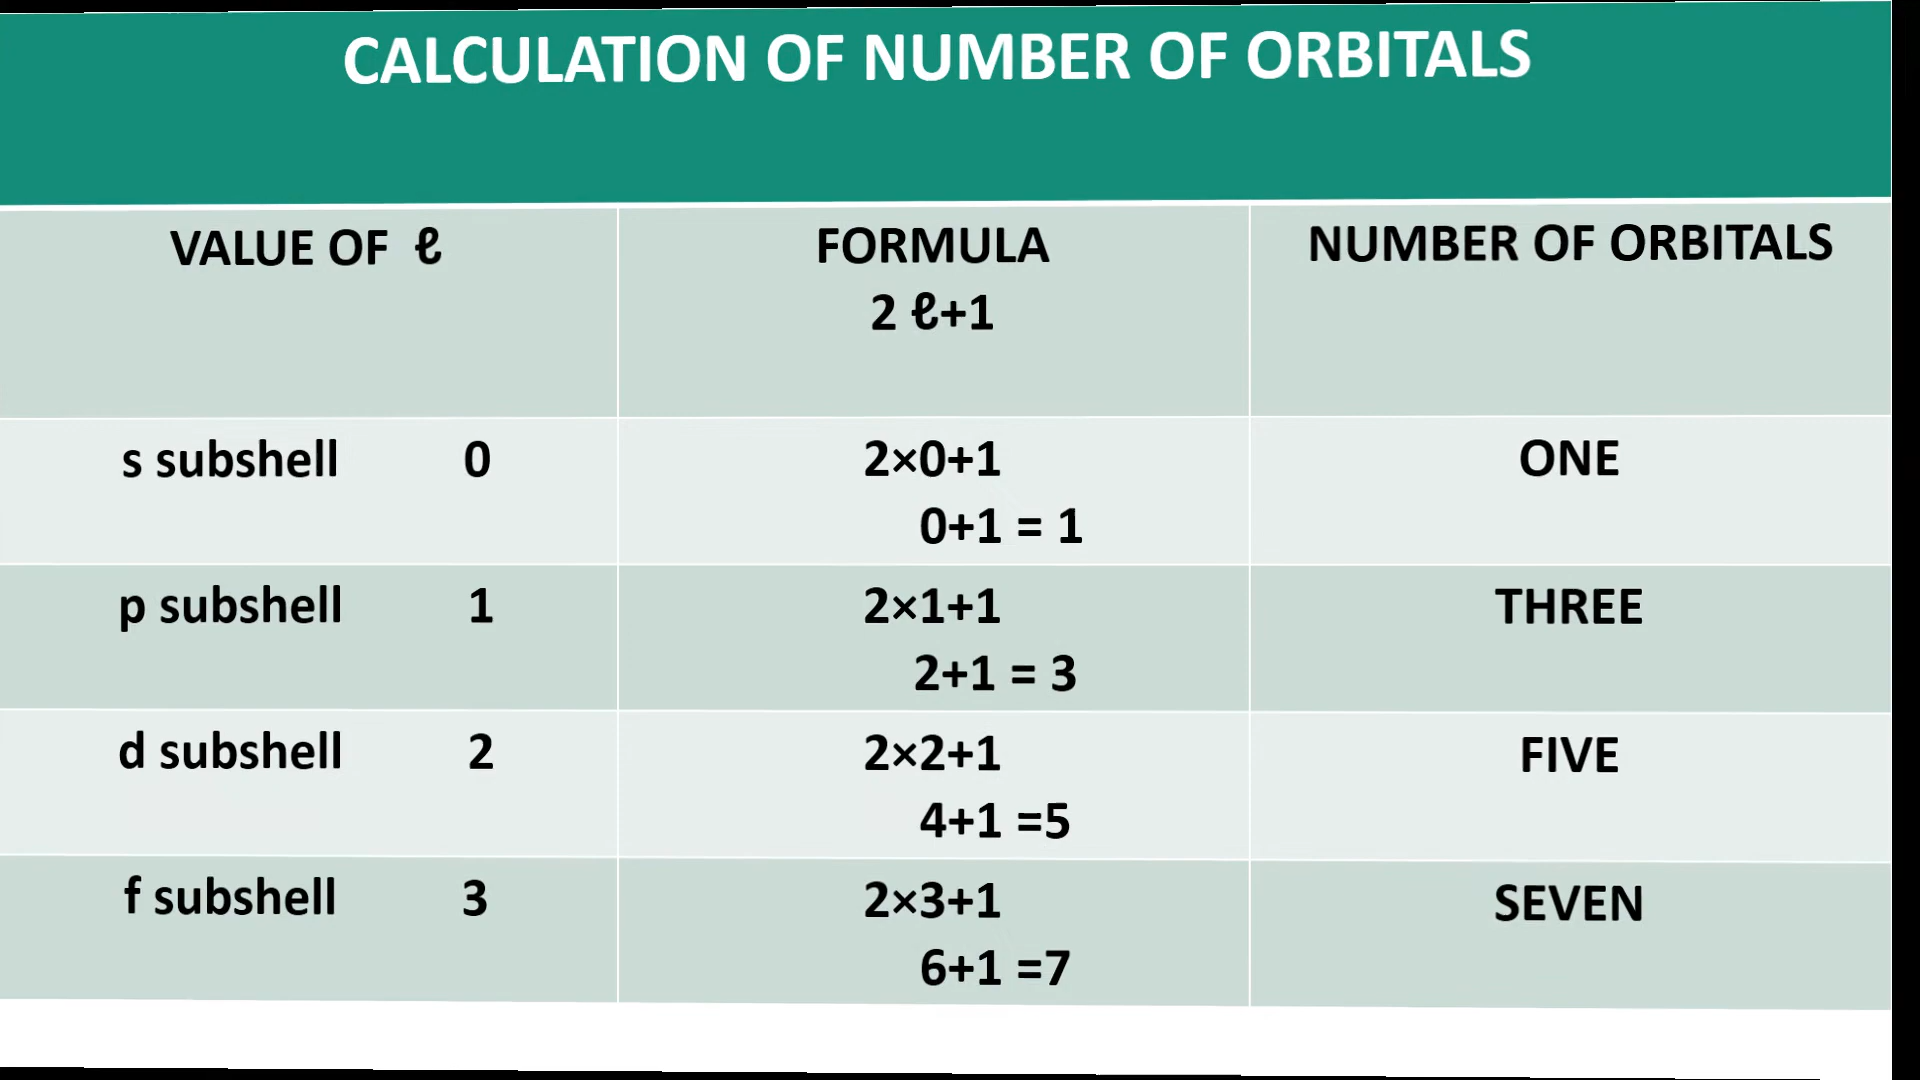 CALCULATION OF NUMBER OF ORBITALS
VALUE OF ℓ
FORMULA
2 ℓ+1
NUMBER OF ORBITALS
s subshell 0
2×0+1
0+1 = 1
ONE
p subshell 1
2×1+1
2+1 = 3
THREE
d subshell 2
2×2+1
4+1 =5
FIVE
f subshell 3
2×3+1
6+1 =7
SEVEN